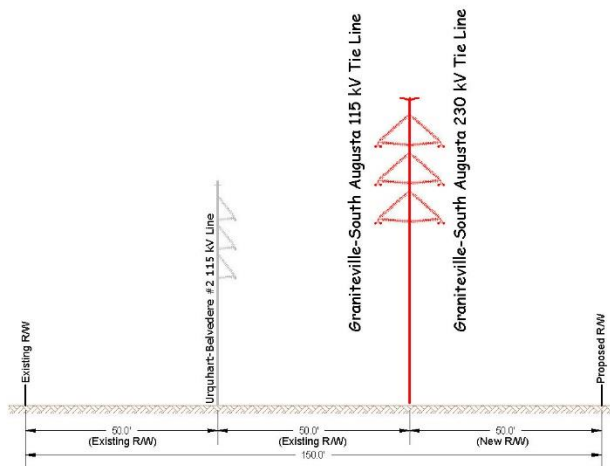 Graniteville-South Augusta 115 kV Tie Line
Graniteville-South Augusta 230 kV Tie Line
Urquhart-Belvedere #2 115 kV Line
Existing R/W
Proposed R/W
50.0'
(Existing R/W)
50.0'
(Existing R/W)
50.0'
(New R/W)
150.0'